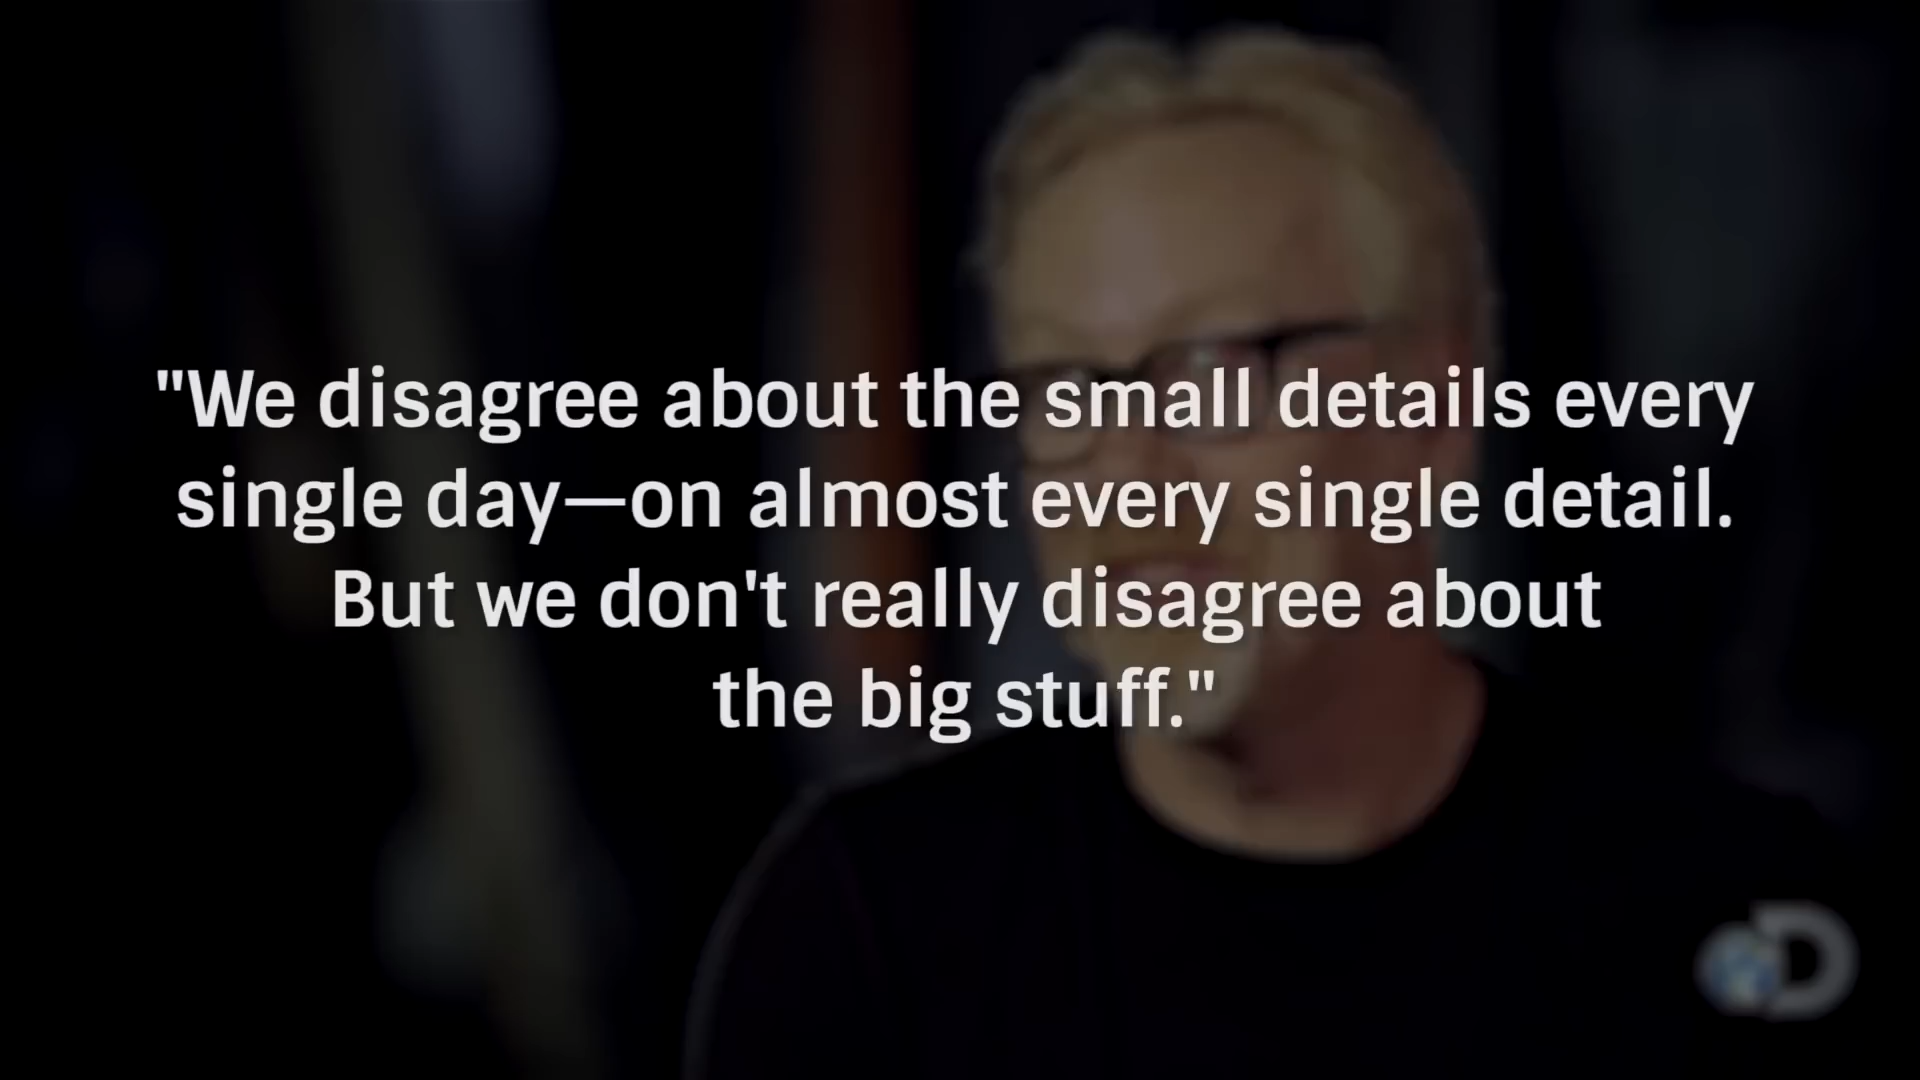 "We disagree about the small details every
single day—on almost every single detail.
But we don't really disagree about
the big stuff."